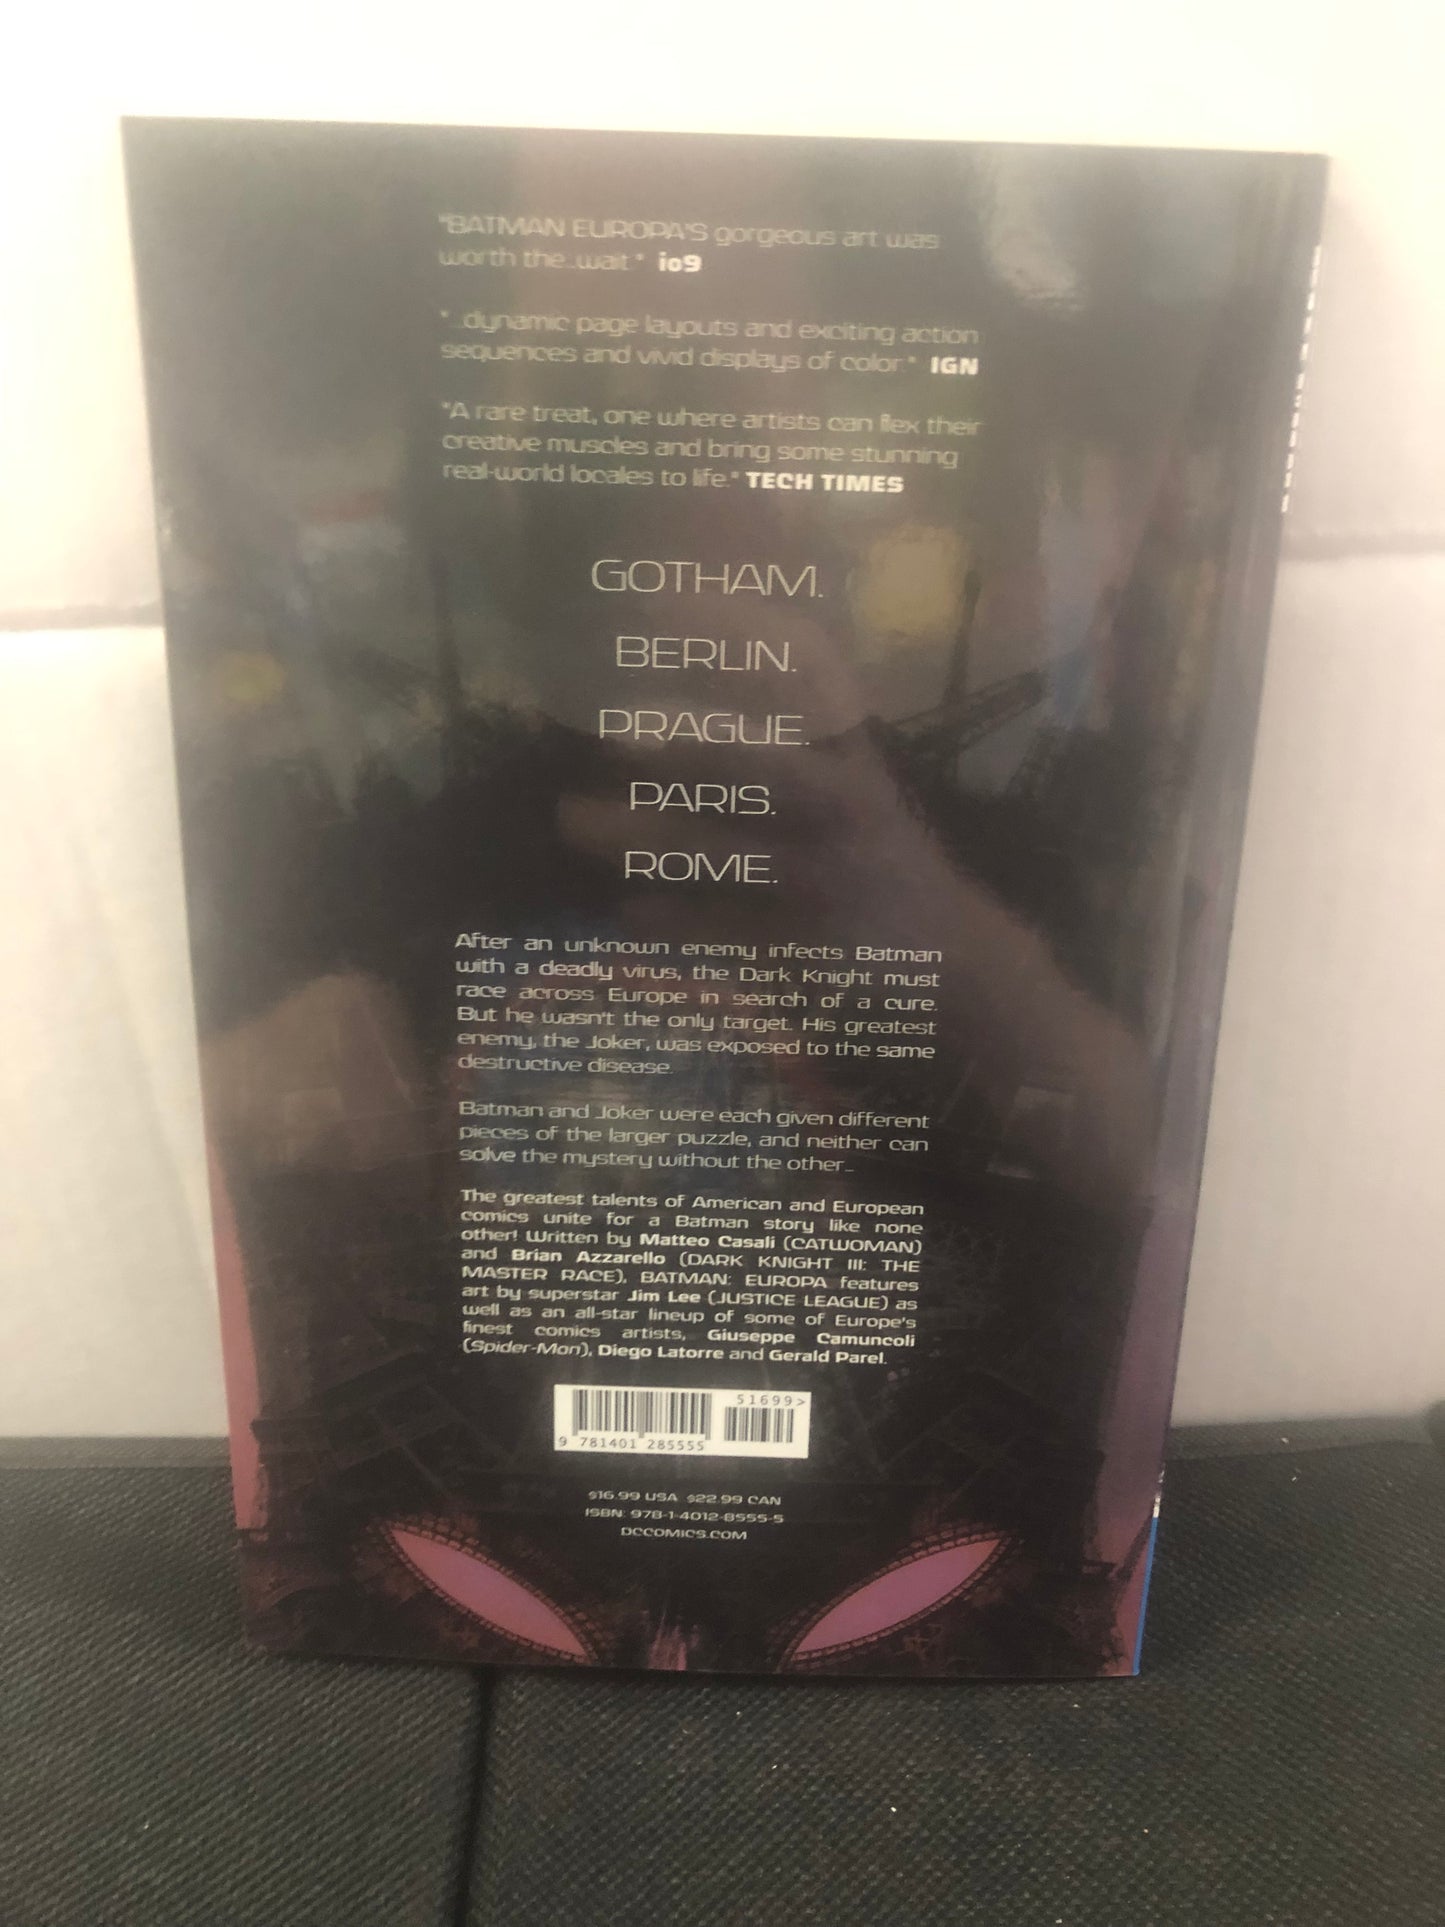 "BATMAN EUROPA'S gorgeous art was
worth the...wait." io9
"...dynamic page layouts and exciting action
sequences and vivid displays of color." IGN
"A rare treat, one where artists can flex their
creative muscles and bring some stunning
real-world locales to life." TECH TIMES
GOTHAM.
BERLIN.
PRAGUE.
PARIS.
ROME.
After an unknown enemy infects Batman
with a deadly virus, the Dark Knight must
race across Europe in search of a cure.
But he wasn't the only target. His greatest
enemy, the Joker, was exposed to the same
destructive disease.
Batman and Joker were each given different
pieces of the larger puzzle, and neither can
solve the mystery without the other...
The greatest talents of American and European
comics unite for a Batman story like none
other! Written by Matteo Casali (CATWOMAN)
and Brian Azzarello (DARK KNIGHT III: THE
MASTER RACE), BATMAN: EUROPA features
art by superstar Jim Lee (JUSTICE LEAGUE) as
well as an all-star lineup of some of Europe's
finest comics artists, Giuseppe Camuncoli
(Spider-Man), Diego Latorre and Gerald Parel.
51699>
9 781401 285555
$16.99 USA $22.99 CAN
ISBN: 978-1-4012-8555-5
DCCOMICS.COM